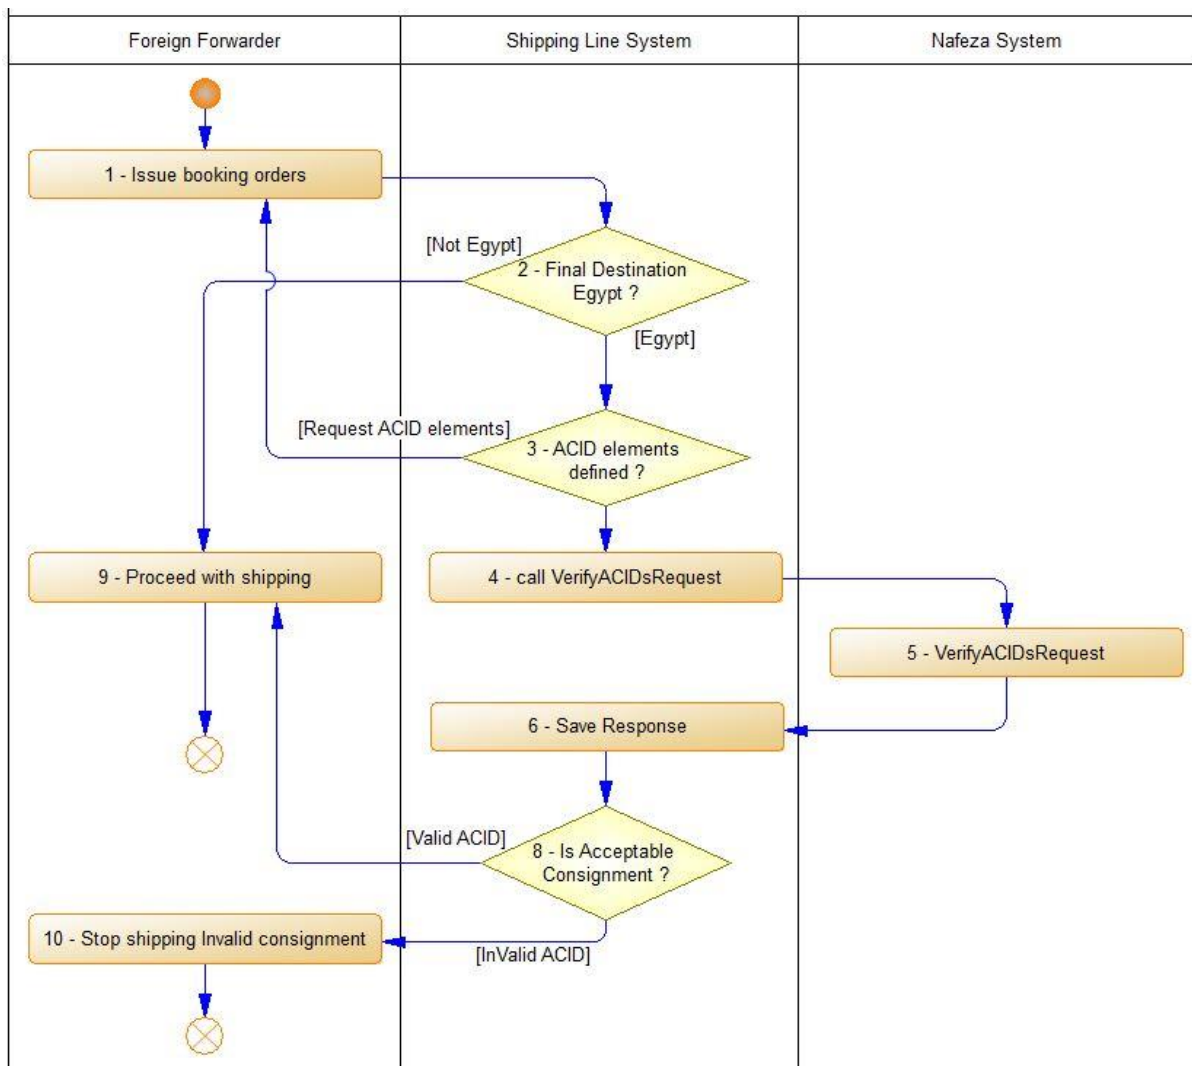 Foreign Forwarder
Shipping Line System
Nafeza System
1 - Issue booking orders
[Not Egypt]
2 - Final Destination
Egypt ?
[Egypt]
[Request ACID elements]
3 - ACID elements
defined ?
9 - Proceed with shipping
4 - call VerifyACIDsRequest
5 - VerifyACIDsRequest
6 - Save Response
[Valid ACID]
8 - Is Acceptable
Consignment ?
10 - Stop shipping Invalid consignment
[InValid ACID]